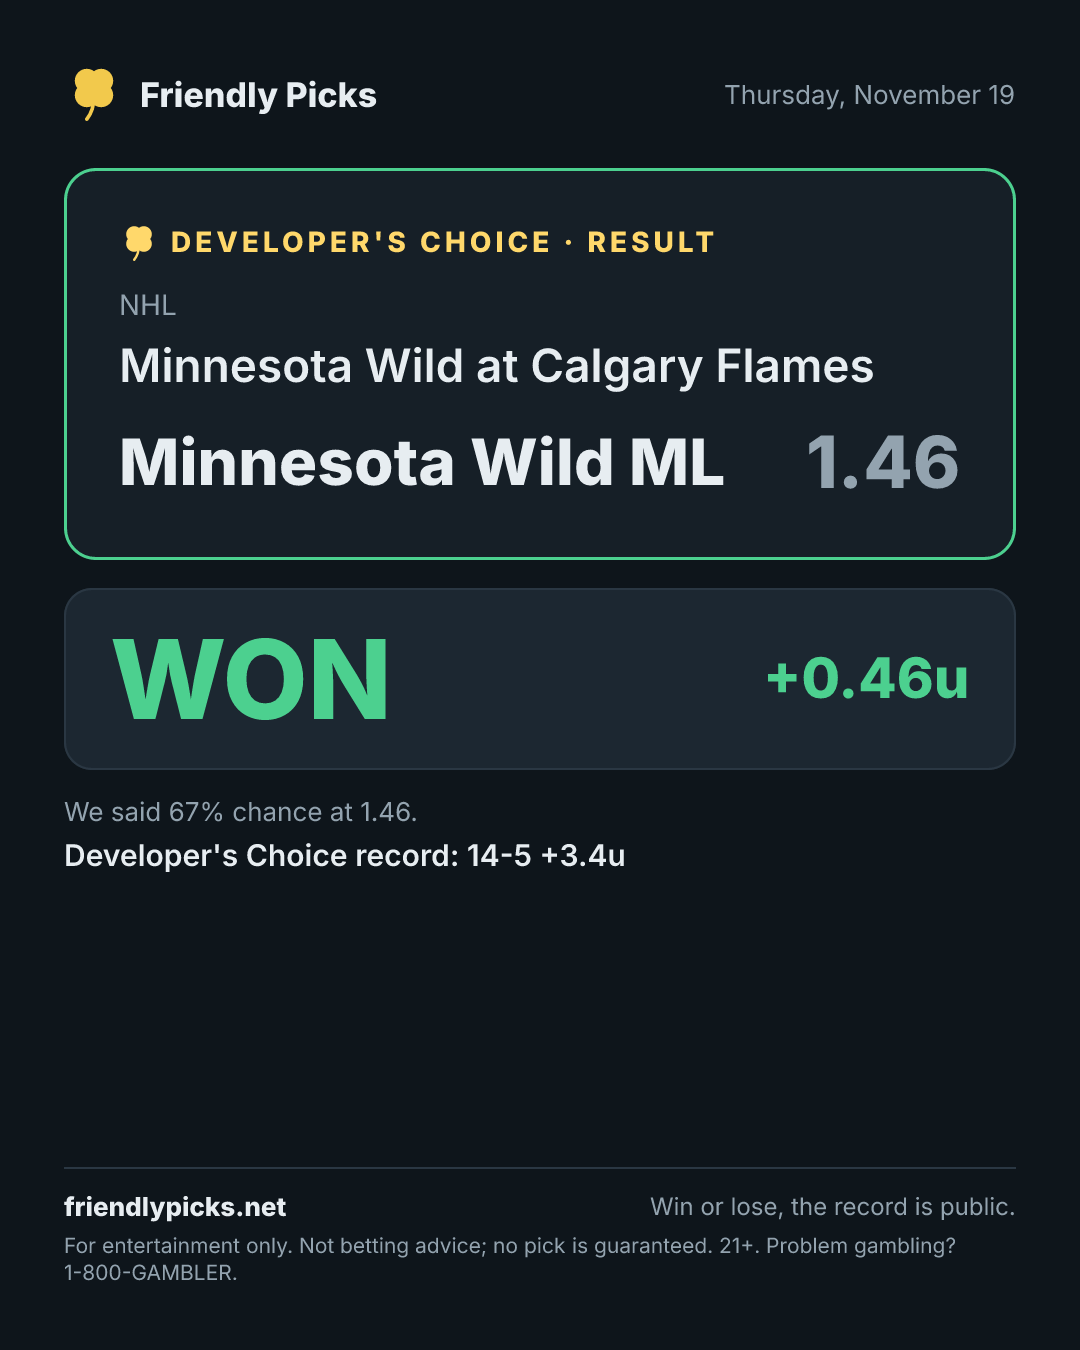 Friendly Picks
Thursday, November 19
DEVELOPER'S CHOICE · RESULT
NHL
Minnesota Wild at Calgary Flames
Minnesota Wild ML 1.46
WON +0.46u
We said 67% chance at 1.46.
Developer's Choice record: 14-5 +3.4u
friendlypicks.net
Win or lose, the record is public.
For entertainment only. Not betting advice; no pick is guaranteed. 21+. Problem gambling?
1-800-GAMBLER.